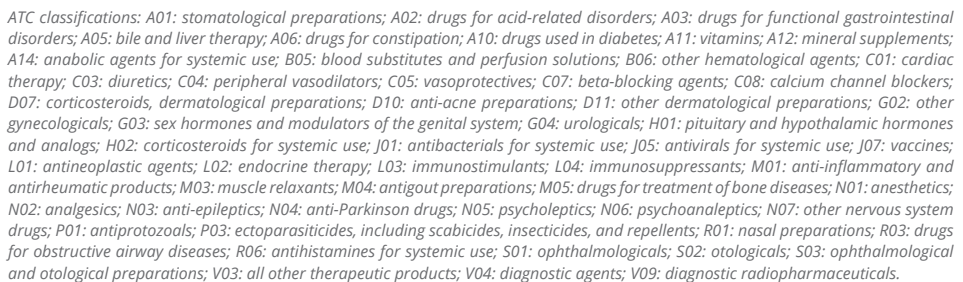 ATC classifications: A01: stomatological preparations; A02: drugs for acid-related disorders; A03: drugs for functional gastrointestinal
disorders; A05: bile and liver therapy; A06: drugs for constipation; A10: drugs used in diabetes; A11: vitamins; A12: mineral supplements;
A14: anabolic agents for systemic use; B05: blood substitutes and perfusion solutions; B06: other hematological agents; C01: cardiac
therapy; C03: diuretics; C04: peripheral vasodilators; C05: vasoprotectives; C07: beta-blocking agents; C08: calcium channel blockers;
D07: corticosteroids, dermatological preparations; D10: anti-acne preparations; D11: other dermatological preparations; G02: other
gynecologicals; G03: sex hormones and modulators of the genital system; G04: urologicals; H01: pituitary and hypothalamic hormones
and analogs; H02: corticosteroids for systemic use; J01: antibacterials for systemic use; J05: antivirals for systemic use; J07: vaccines;
L01: antineoplastic agents; L02: endocrine therapy; L03: immunostimulants; L04: immunosuppressants; M01: anti-inflammatory and
antirheumatic products; M03: muscle relaxants; M04: antigout preparations; M05: drugs for treatment of bone diseases; N01: anesthetics;
N02: analgesics; N03: anti-epileptics; N04: anti-Parkinson drugs; N05: psycholeptics; N06: psychoanaleptics; N07: other nervous system
drugs; P01: antiprotozoals; P03: ectoparasiticides, including scabicides, insecticides, and repellents; R01: nasal preparations; R03: drugs
for obstructive airway diseases; R06: antihistamines for systemic use; S01: ophthalmologicals; S02: otologicals; S03: ophthalmological
and otological preparations; V03: all other therapeutic products; V04: diagnostic agents; V09: diagnostic radiopharmaceuticals.